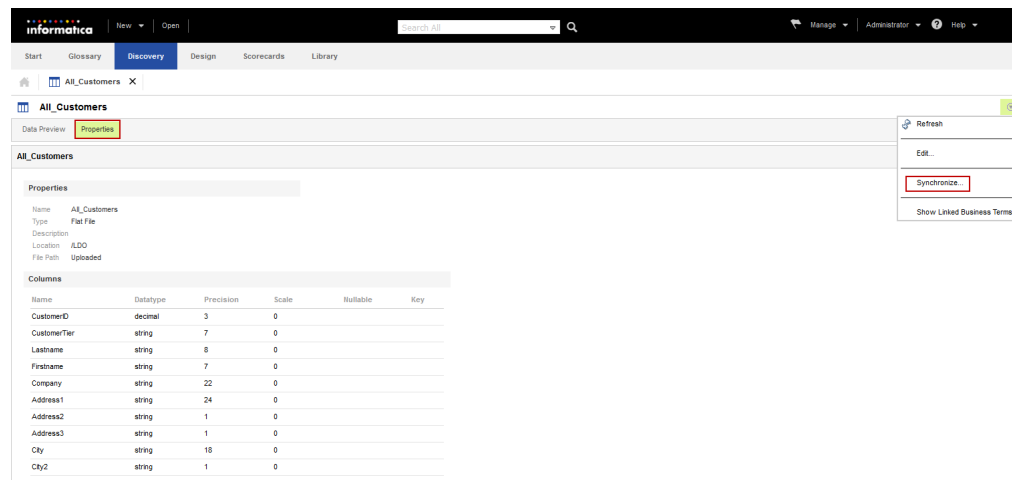 informatica New Open Search All Manage Administrator ? Help
Start Glossary Discovery Design Scorecards Library
All_Customers X
All_Customers
Data Preview Properties
Refresh
Edit...
Synchronize...
Show Linked Business Terms
All_Customers
Properties
Name All_Customers
Type Flat File
Description
Location /LDO
File Path Uploaded
Columns
Name Datatype Precision Scale Nullable Key
CustomerID decimal 3 0
CustomerTier string 7 0
Lastname string 8 0
Firstname string 7 0
Company string 22 0
Address1 string 24 0
Address2 string 1 0
Address3 string 1 0
City string 18 0
City2 string 1 0